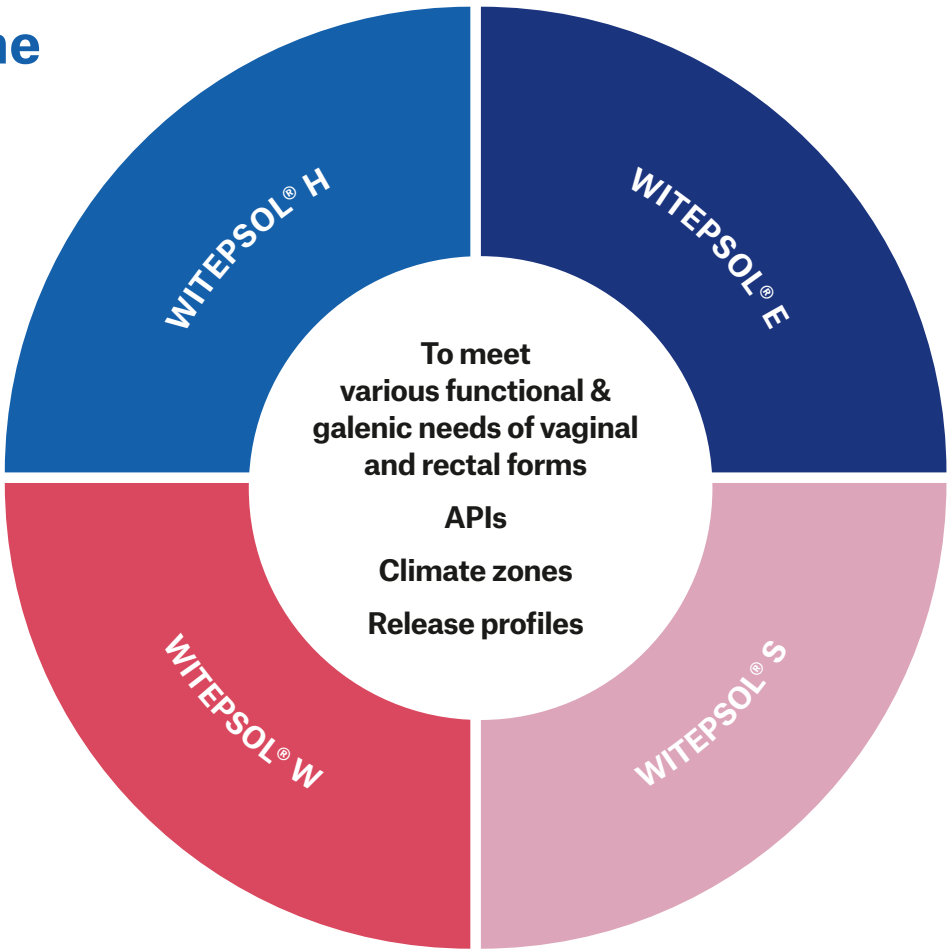 WITEPSOL® H
WITEPSOL® E
To meet
various functional &
galenic needs of vaginal
and rectal forms
APIs
Climate zones
Release profiles
WITEPSOL® W
WITEPSOL® S